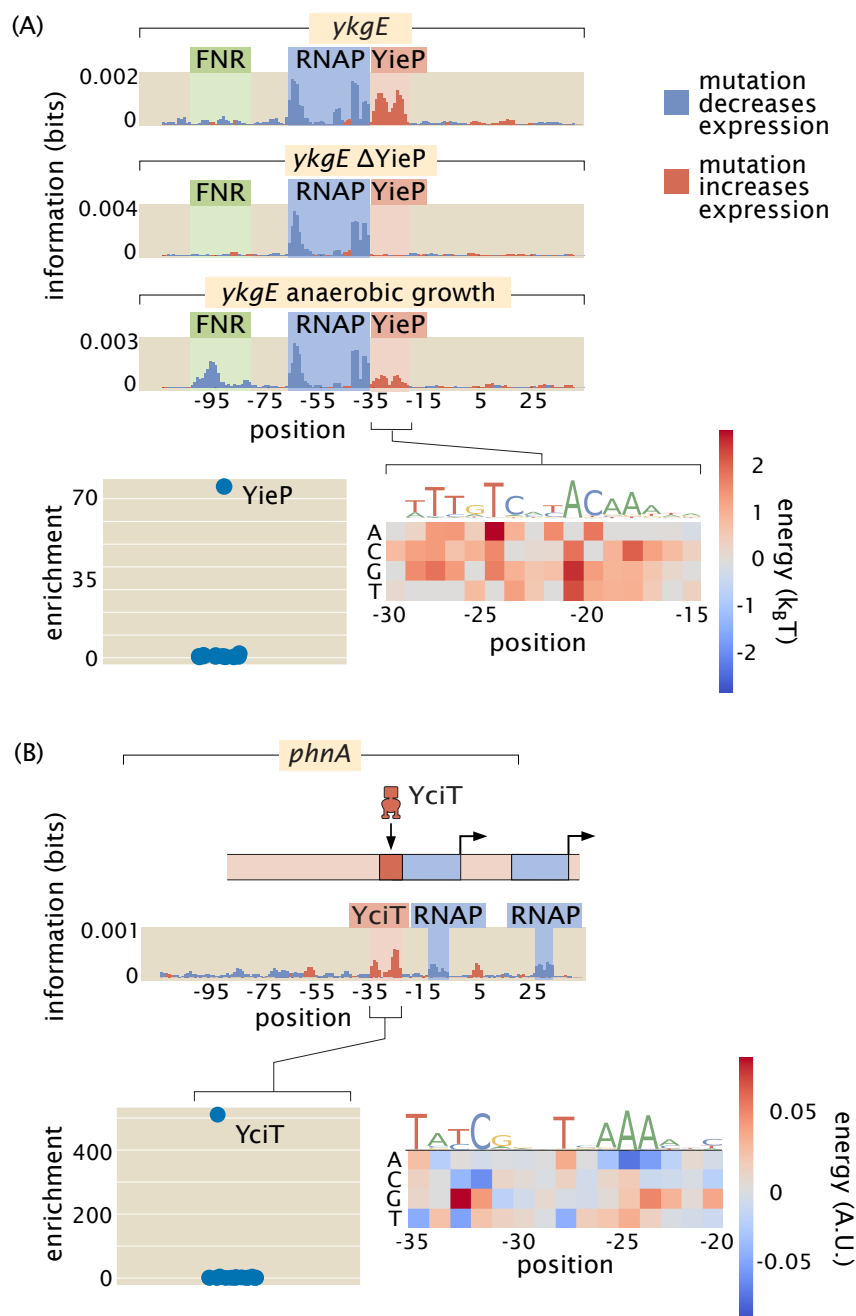 (A)
ykgE
FNR RNAP YieP
0.002
0
mutation
decreases
expression
mutation
increases
expression
information (bits)
ykgE ΔYieP
FNR RNAP YieP
0.004
0
ykgE anaerobic growth
FNR RNAP YieP
0.003
0
-95 -75 -55 -35 -15 5 25
position
YieP
70
35
0
enrichment
TTTGTCATACAAA
A
C
G
T
-30 -25 -20 -15
position
2
1
0
-1
-2
energy (kBT)
(B)
phnA
YciT
information (bits)
YciT RNAP RNAP
0.001
0
-95 -75 -55 -35 -15 5 25
position
YciT
400
200
0
enrichment
TATCG T AAA
A
C
G
T
-35 -30 -25 -20
position
0.05
0
-0.05
energy (A.U.)